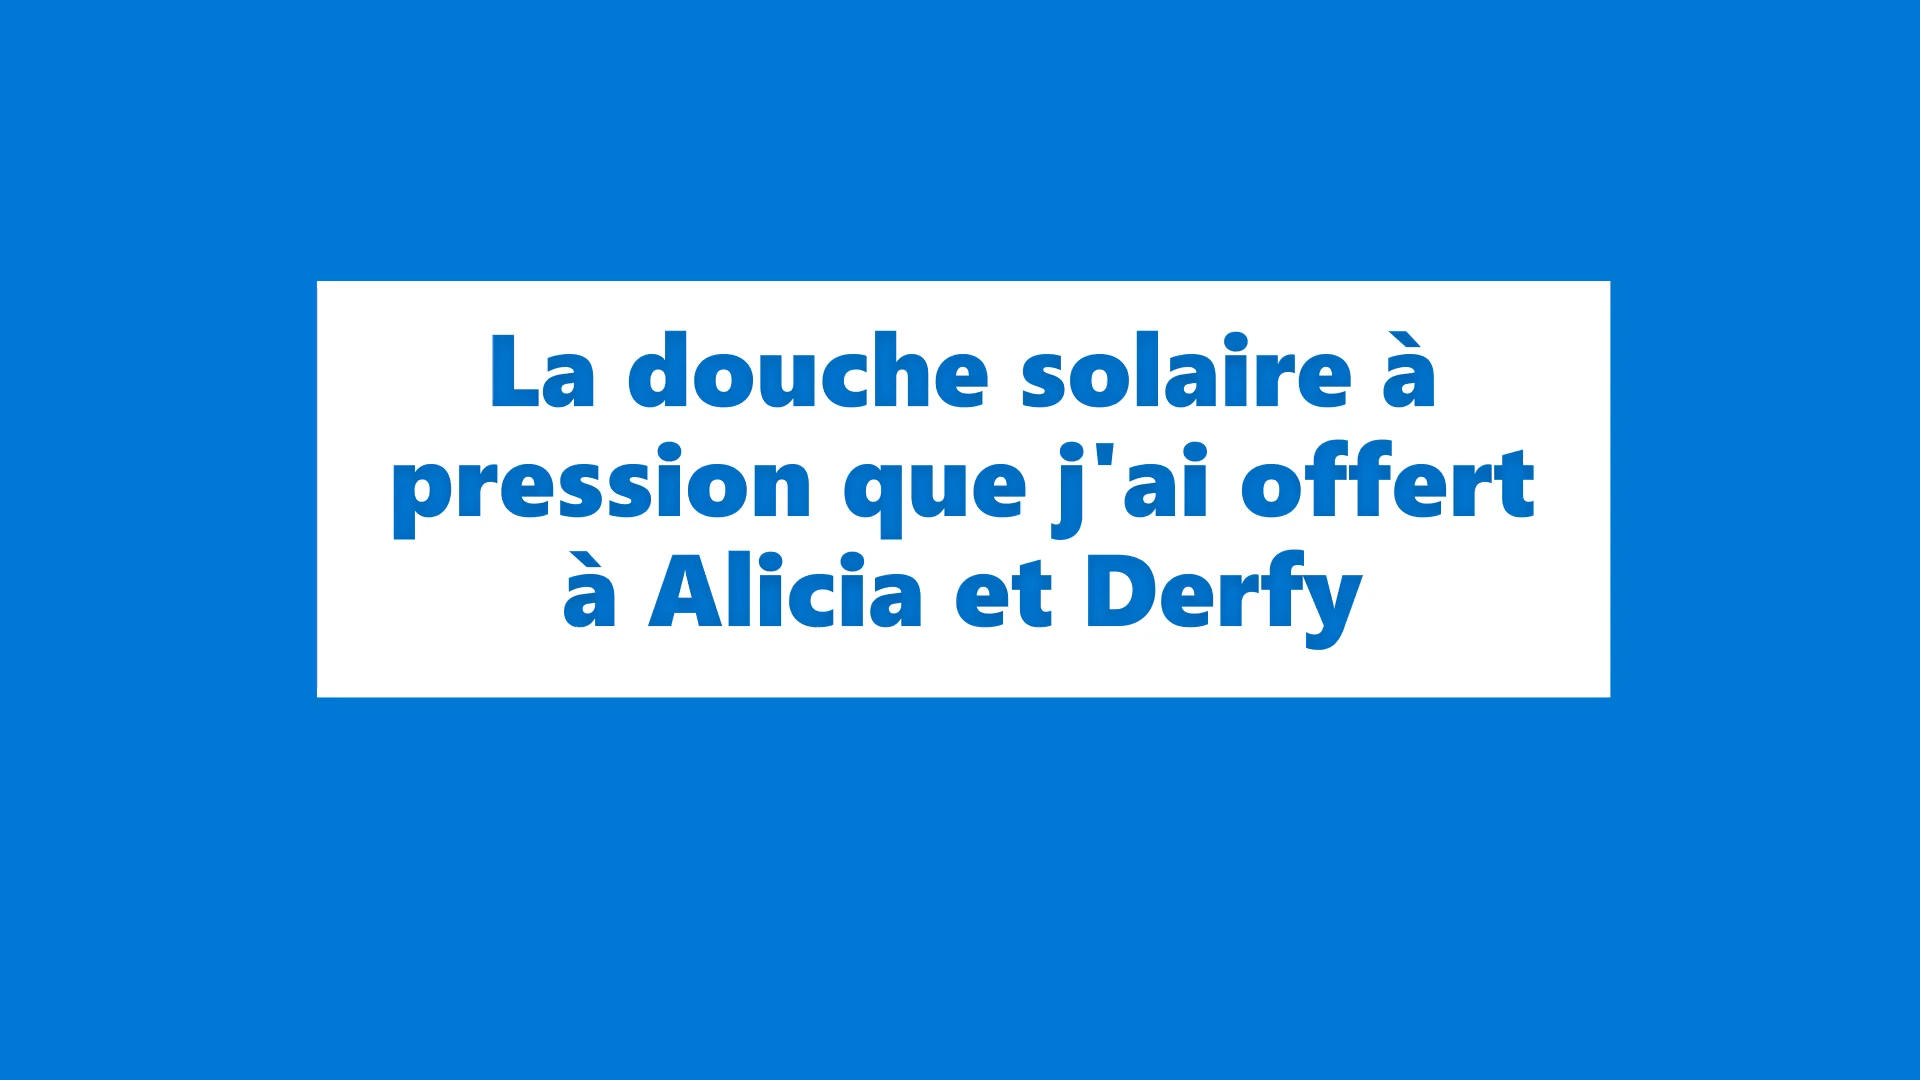 La douche solaire à
pression que j'ai offert
à Alicia et Derfy